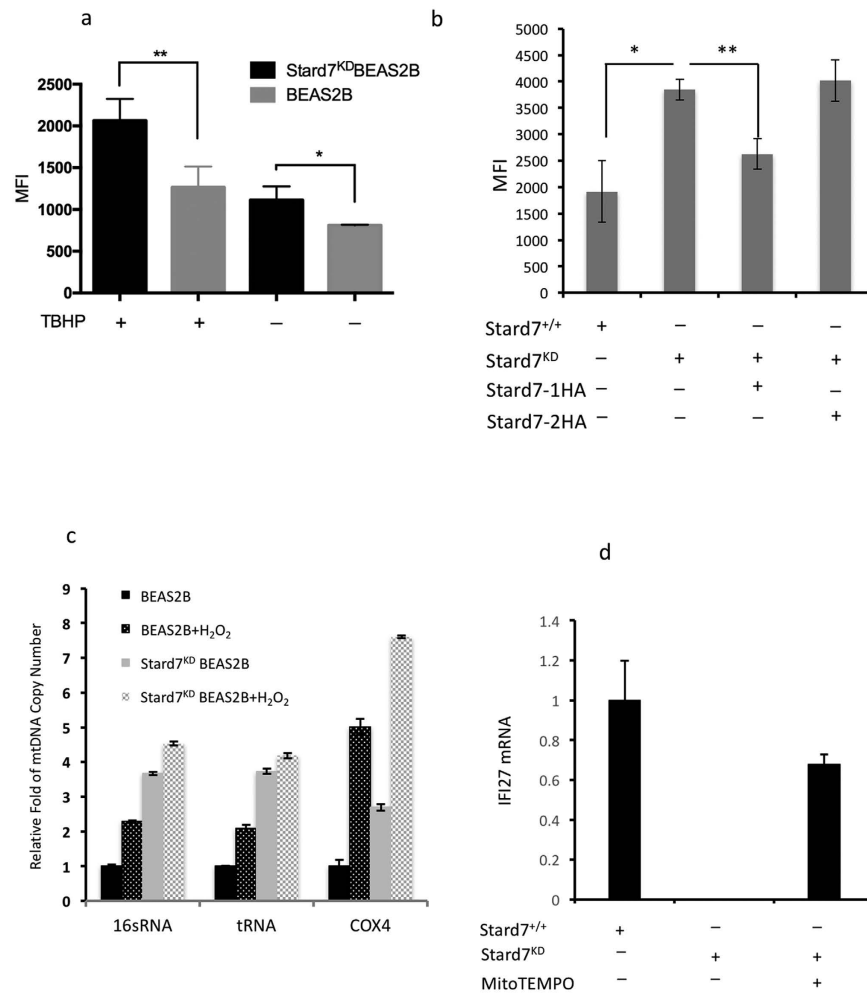 a
**
Stard7ᴷᴰBEAS2B
BEAS2B
*
MFI
2500
2000
1500
1000
500
0
TBHP + + – –
b
* **
MFI
5000
4500
4000
3500
3000
2500
2000
1500
1000
500
0
Stard7⁺/⁺ + – – –
Stard7ᴷᴰ – + + +
Stard7-1HA – – + –
Stard7-2HA – – – +
c
BEAS2B
BEAS2B+H₂O₂
Stard7ᴷᴰ BEAS2B
Stard7ᴷᴰ BEAS2B+H₂O₂
Relative Fold of mtDNA Copy Number
9
8
7
6
5
4
3
2
1
0
16sRNA tRNA COX4
d
IFI27 mRNA
1.4
1.2
1
0.8
0.6
0.4
0.2
0
Stard7⁺/⁺ + – –
Stard7ᴷᴰ – + +
MitoTEMPO – – +